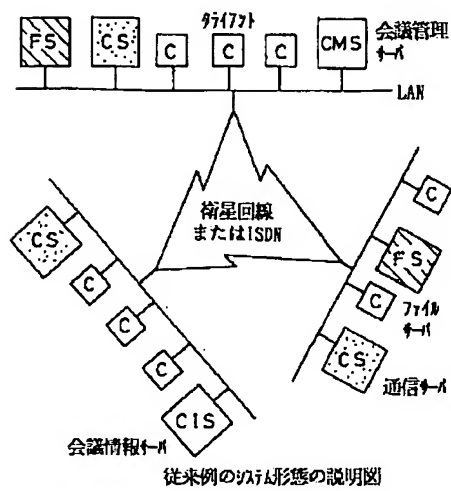 クライアント
FS CS C C C CMS 会議管理
サーバ
LAN
衛星回線
またはISDN
CS
C
C
C
CIS
会議情報サーバ
C
FS
C ファイル
サーバ
CS
通信サーバ
従来例のシステム形態の説明図